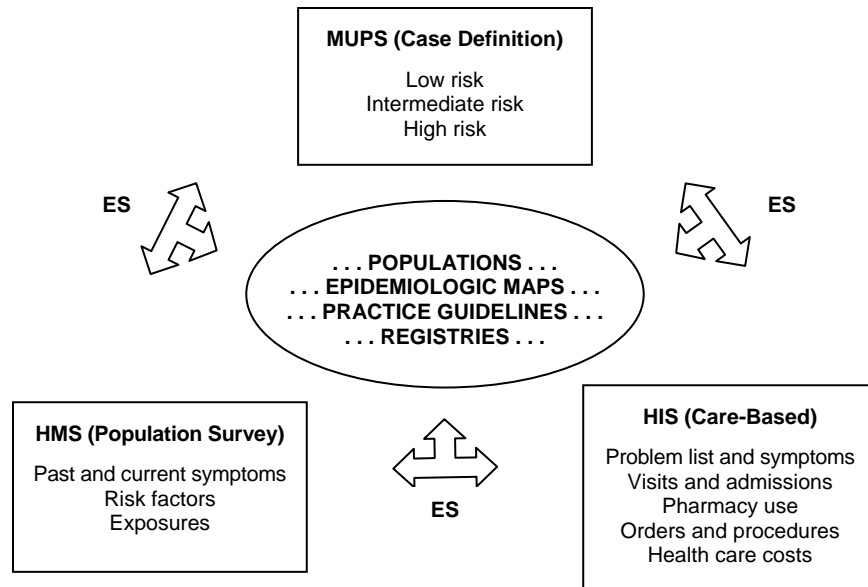 MUPS (Case Definition)
Low risk
Intermediate risk
High risk
ES
ES
. . . POPULATIONS . . .
. . . EPIDEMIOLOGIC MAPS . . .
. . . PRACTICE GUIDELINES . . .
. . . REGISTRIES . . .
HMS (Population Survey)
Past and current symptoms
Risk factors
Exposures
ES
HIS (Care-Based)
Problem list and symptoms
Visits and admissions
Pharmacy use
Orders and procedures
Health care costs